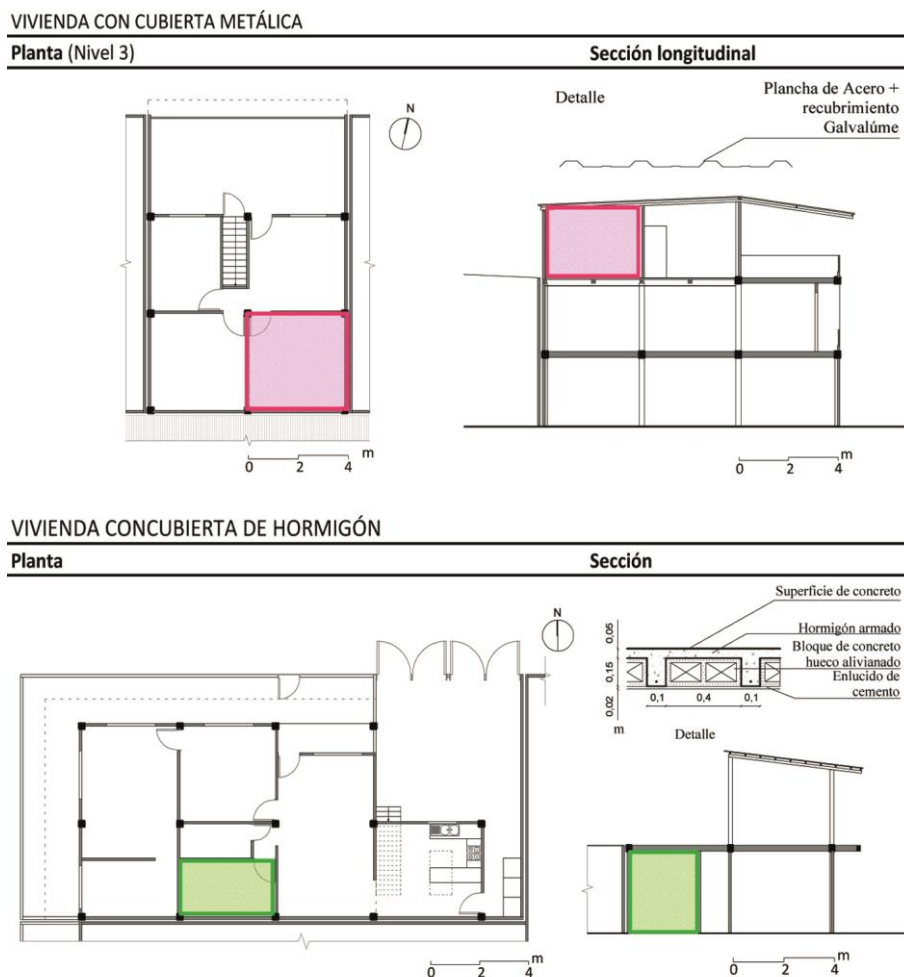 VIVIENDA CON CUBIERTA METÁLICA
Planta (Nivel 3)
Sección longitudinal
N
Detalle
Plancha de Acero +
recubrimiento
Galvalúme
0 2 4 m
0 2 4 m
VIVIENDA CONCUBIERTA DE HORMIGÓN
Planta
Sección
N
Superficie de concreto
Hormigón armado
Bloque de concreto
hueco alivianado
Enlucido de
cemento
0,05
0,15
0,02
m
0,1 0,4 0,1
Detalle
0 2 4 m
0 2 4 m